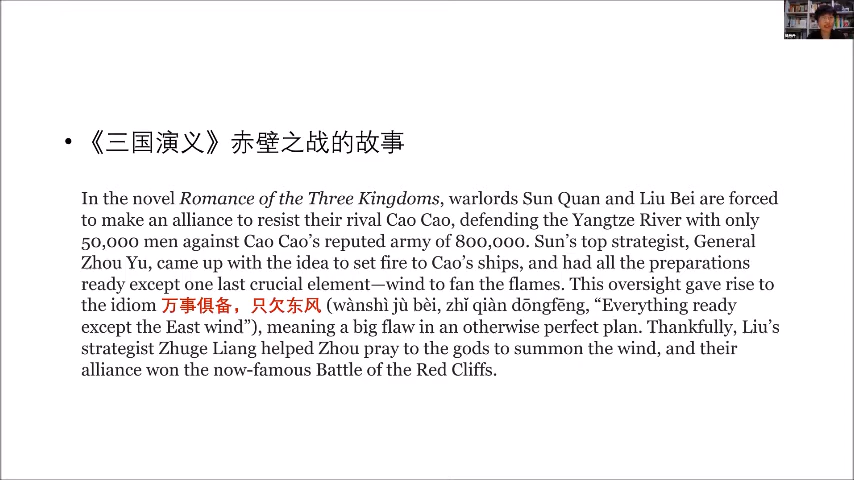 • 《三国演义》赤壁之战的故事
In the novel Romance of the Three Kingdoms, warlords Sun Quan and Liu Bei are forced
to make an alliance to resist their rival Cao Cao, defending the Yangtze River with only
50,000 men against Cao Cao’s reputed army of 800,000. Sun’s top strategist, General
Zhou Yu, came up with the idea to set fire to Cao’s ships, and had all the preparations
ready except one last crucial element—wind to fan the flames. This oversight gave rise to
the idiom 万事俱备，只欠东风 (wànshì jù bèi, zhǐ qiàn dōngfēng, “Everything ready
except the East wind”), meaning a big flaw in an otherwise perfect plan. Thankfully, Liu’s
strategist Zhuge Liang helped Zhou pray to the gods to summon the wind, and their
alliance won the now-famous Battle of the Red Cliffs.